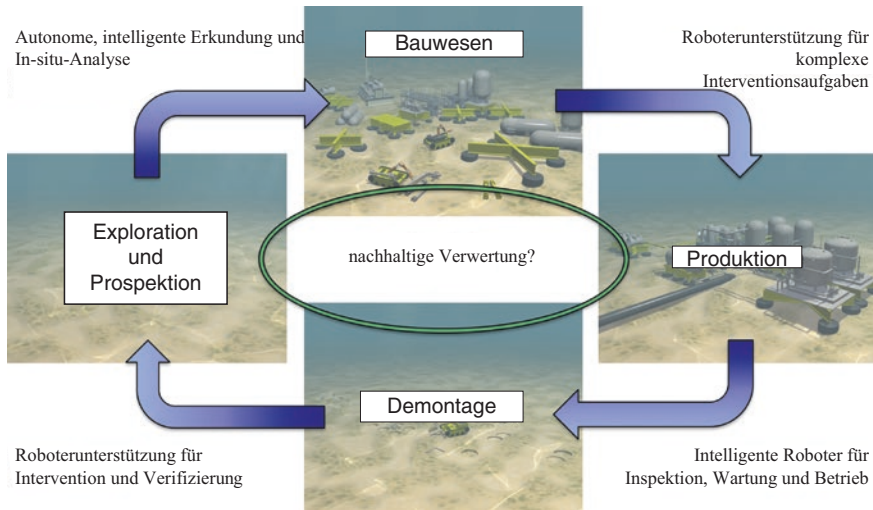 Autonome, intelligente Erkundung und
In-situ-Analyse
Bauwesen
Roboterunterstützung für
komplexe
Interventionsaufgaben
Exploration
und
Prospektion
nachhaltige Verwertung?
Produktion
Demontage
Roboterunterstützung für
Intervention und Verifizierung
Intelligente Roboter für
Inspektion, Wartung und Betrieb